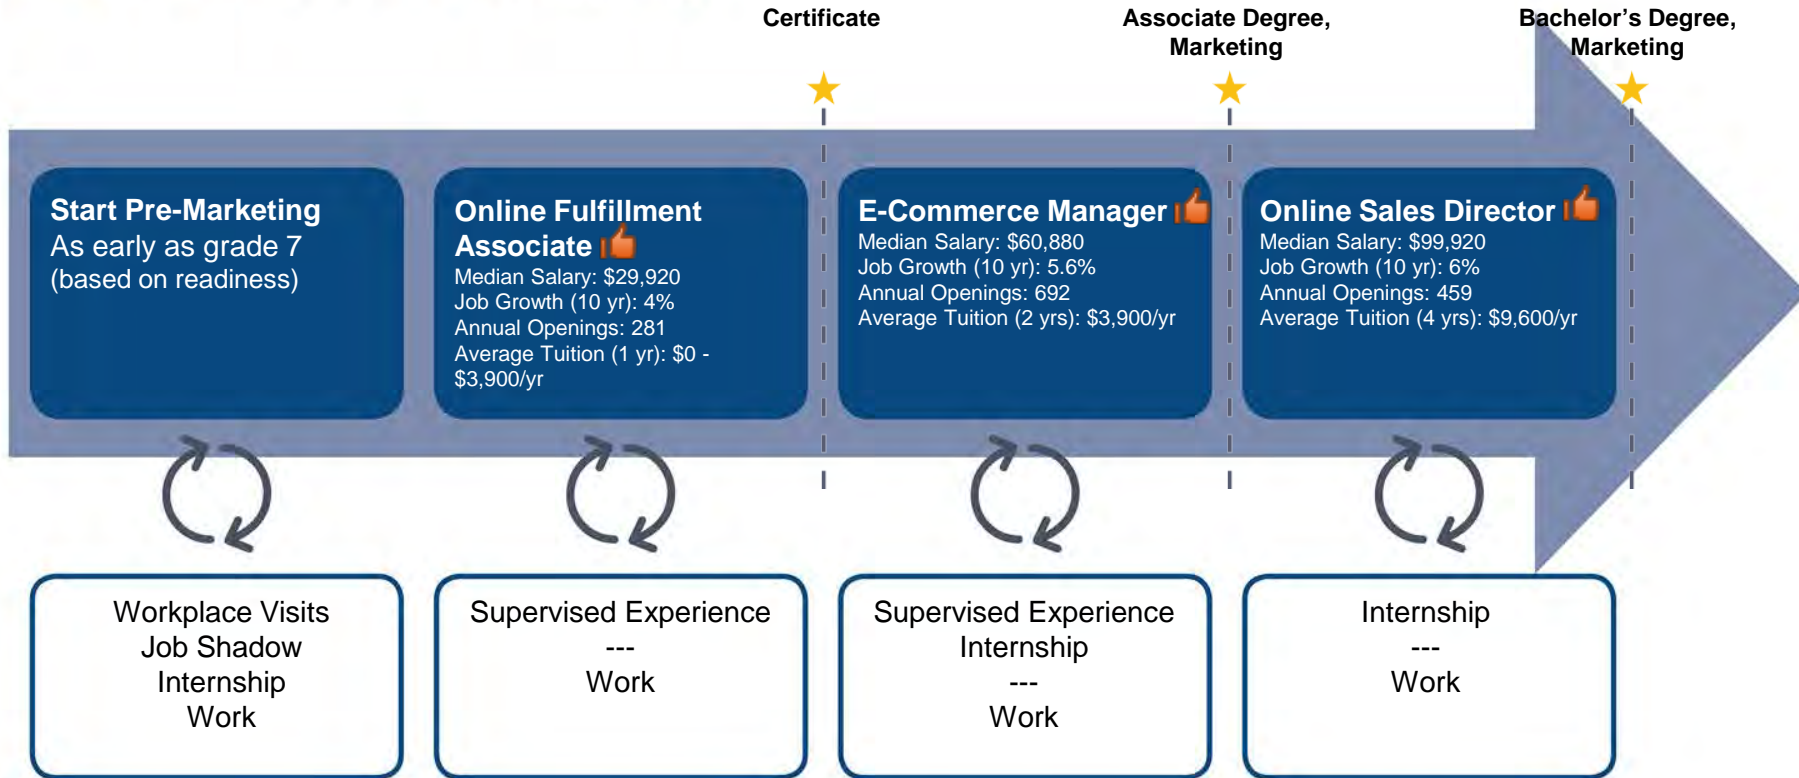 Certificate
Associate Degree,
Marketing
Bachelor's Degree,
Marketing
Start Pre-Marketing
As early as grade 7
(based on readiness)
Online Fulfillment
Associate
Median Salary: $29,920
Job Growth (10 yr): 4%
Annual Openings: 281
Average Tuition (1 yr): $0 -
$3,900/yr
E-Commerce Manager
Median Salary: $60,880
Job Growth (10 yr): 5.6%
Annual Openings: 692
Average Tuition (2 yrs): $3,900/yr
Online Sales Director
Median Salary: $99,920
Job Growth (10 yr): 6%
Annual Openings: 459
Average Tuition (4 yrs): $9,600/yr
Workplace Visits
Job Shadow
Internship
Work
Supervised Experience
---
Work
Supervised Experience
Internship
---
Work
Internship
---
Work